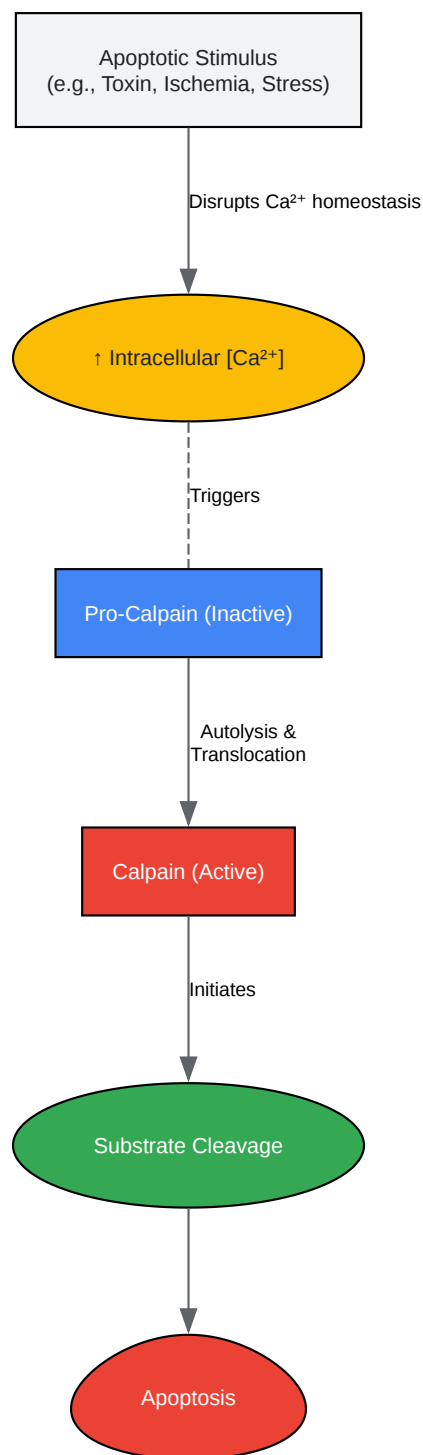 Apoptotic Stimulus
(e.g., Toxin, Ischemia, Stress)
Disrupts Ca²⁺ homeostasis
↑ Intracellular [Ca²⁺]
Triggers
Pro-Calpain (Inactive)
Autolysis &
Translocation
Calpain (Active)
Initiates
Substrate Cleavage
Apoptosis